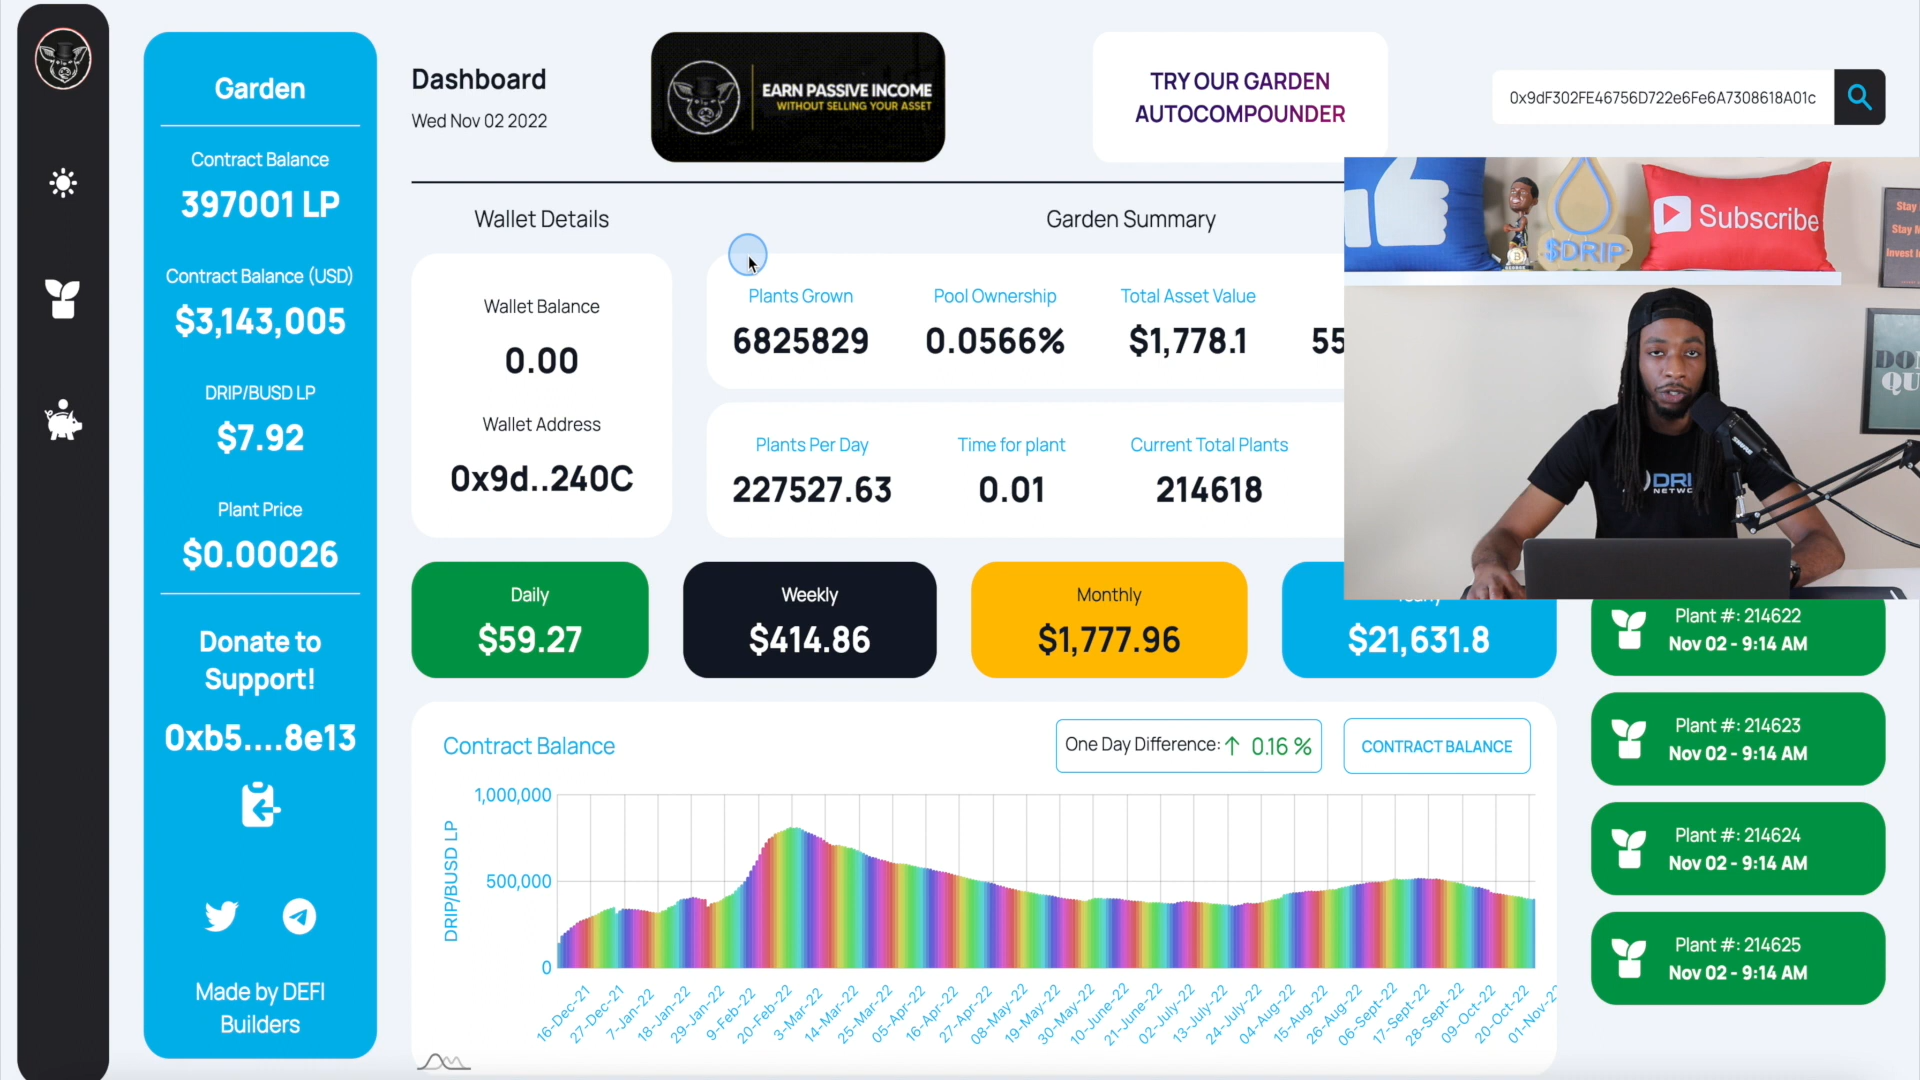 Garden
Contract Balance
397001 LP
Contract Balance (USD)
$3,143,005
DRIP/BUSD LP
$7.92
Plant Price
$0.00026
Donate to
Support!
0xb5....8e13
Made by DEFI
Builders
Dashboard
Wed Nov 02 2022
EARN PASSIVE INCOME
WITHOUT SELLING YOUR ASSET
TRY OUR GARDEN
AUTOCOMPOUNDER
0x9dF302FE46756D722e6Fe6A7308618A01c
Wallet Details
Wallet Balance
0.00
Wallet Address
0x9d..240C
Garden Summary
Plants Grown
6825829
Pool Ownership
0.0566%
Total Asset Value
$1,778.1
55
Plants Per Day
227527.63
Time for plant
0.01
Current Total Plants
214618
Subscribe
$DRIP
Stay
Stay M
Invest I
DON
QU
DRI
NETWO
Daily
$59.27
Weekly
$414.86
Monthly
$1,777.96
Yearly
$21,631.8
Contract Balance
One Day Difference: ↑ 0.16 %
CONTRACT BALANCE
DRIP/BUSD LP
1,000,000
500,000
0
16-Dec-21
27-Dec-21
7-Jan-22
18-Jan-22
29-Jan-22
9-Feb-22
20-Feb-22
3-Mar-22
14-Mar-22
25-Mar-22
05-Apr-22
16-Apr-22
27-Apr-22
08-May-22
19-May-22
30-May-22
10-June-22
21-June-22
02-July-22
13-July-22
24-July-22
04-Aug-22
15-Aug-22
26-Aug-22
06-Sept-22
17-Sept-22
28-Sept-22
09-Oct-22
20-Oct-22
01-Nov-22
Plant #: 214622
Nov 02 - 9:14 AM
Plant #: 214623
Nov 02 - 9:14 AM
Plant #: 214624
Nov 02 - 9:14 AM
Plant #: 214625
Nov 02 - 9:14 AM